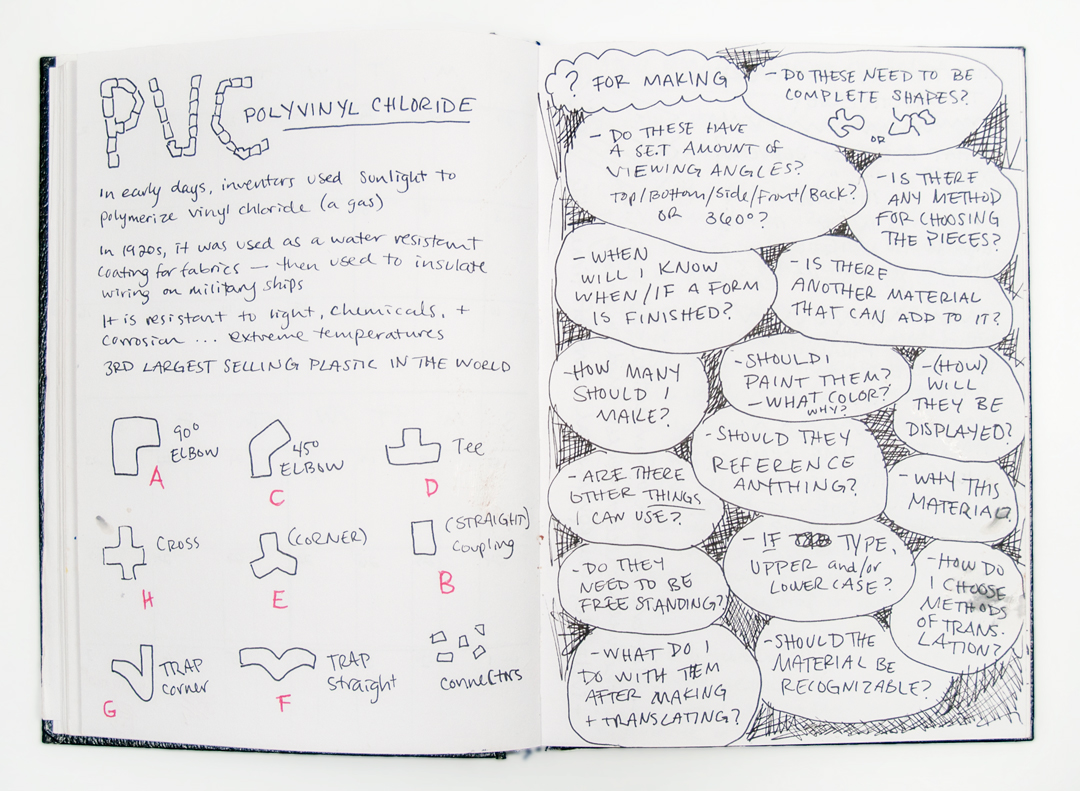 PVC POLYVINYL CHLORIDE
In early days, inventors used sunlight to
polymerize vinyl chloride (a gas)
In 1920s, it was used as a water resistant
coating for fabrics — then used to insulate
wiring on military ships
It is resistant to light, chemicals, +
corrosion ... extreme temperatures
3RD LARGEST SELLING PLASTIC IN THE WORLD
90°
ELBOW
A
45°
ELBOW
C
Tee
D
CROSS
H
(CORNER)
E
(STRAIGHT)
coupling
B
TRAP
corner
G
TRAP
straight
F
connectors
? FOR MAKING
- DO THESE NEED TO BE
COMPLETE SHAPES?
OR
- DO THESE HAVE
A SET AMOUNT OF
VIEWING ANGLES?
TOP/Bottom/Side/Front/Back?
OR 360°?
- IS THERE
ANY METHOD
FOR CHOOSING
THE PIECES?
- WHEN
WILL I KNOW
WHEN/IF A FORM
IS FINISHED?
- IS THERE
ANOTHER MATERIAL
THAT CAN ADD TO IT?
- HOW MANY
SHOULD I
MAKE?
- SHOULD I
PAINT THEM?
- WHAT COLOR?
WHY?
- (HOW)
WILL
THEY BE
DISPLAYED?
- SHOULD THEY
REFERENCE
ANYTHING?
- ARE THERE
OTHER THINGS
I CAN USE?
- WHY THIS
MATERIAL
- IF TYPE,
UPPER and/or
LOWERCASE?
- DO THEY
NEED TO BE
FREE STANDING?
- HOW DO
I CHOOSE
METHODS
OF TRANS-
LATION?
- WHAT DO I
DO WITH THEM
AFTER MAKING
+ TRANSLATING?
- SHOULD THE
MATERIAL BE
RECOGNIZABLE?